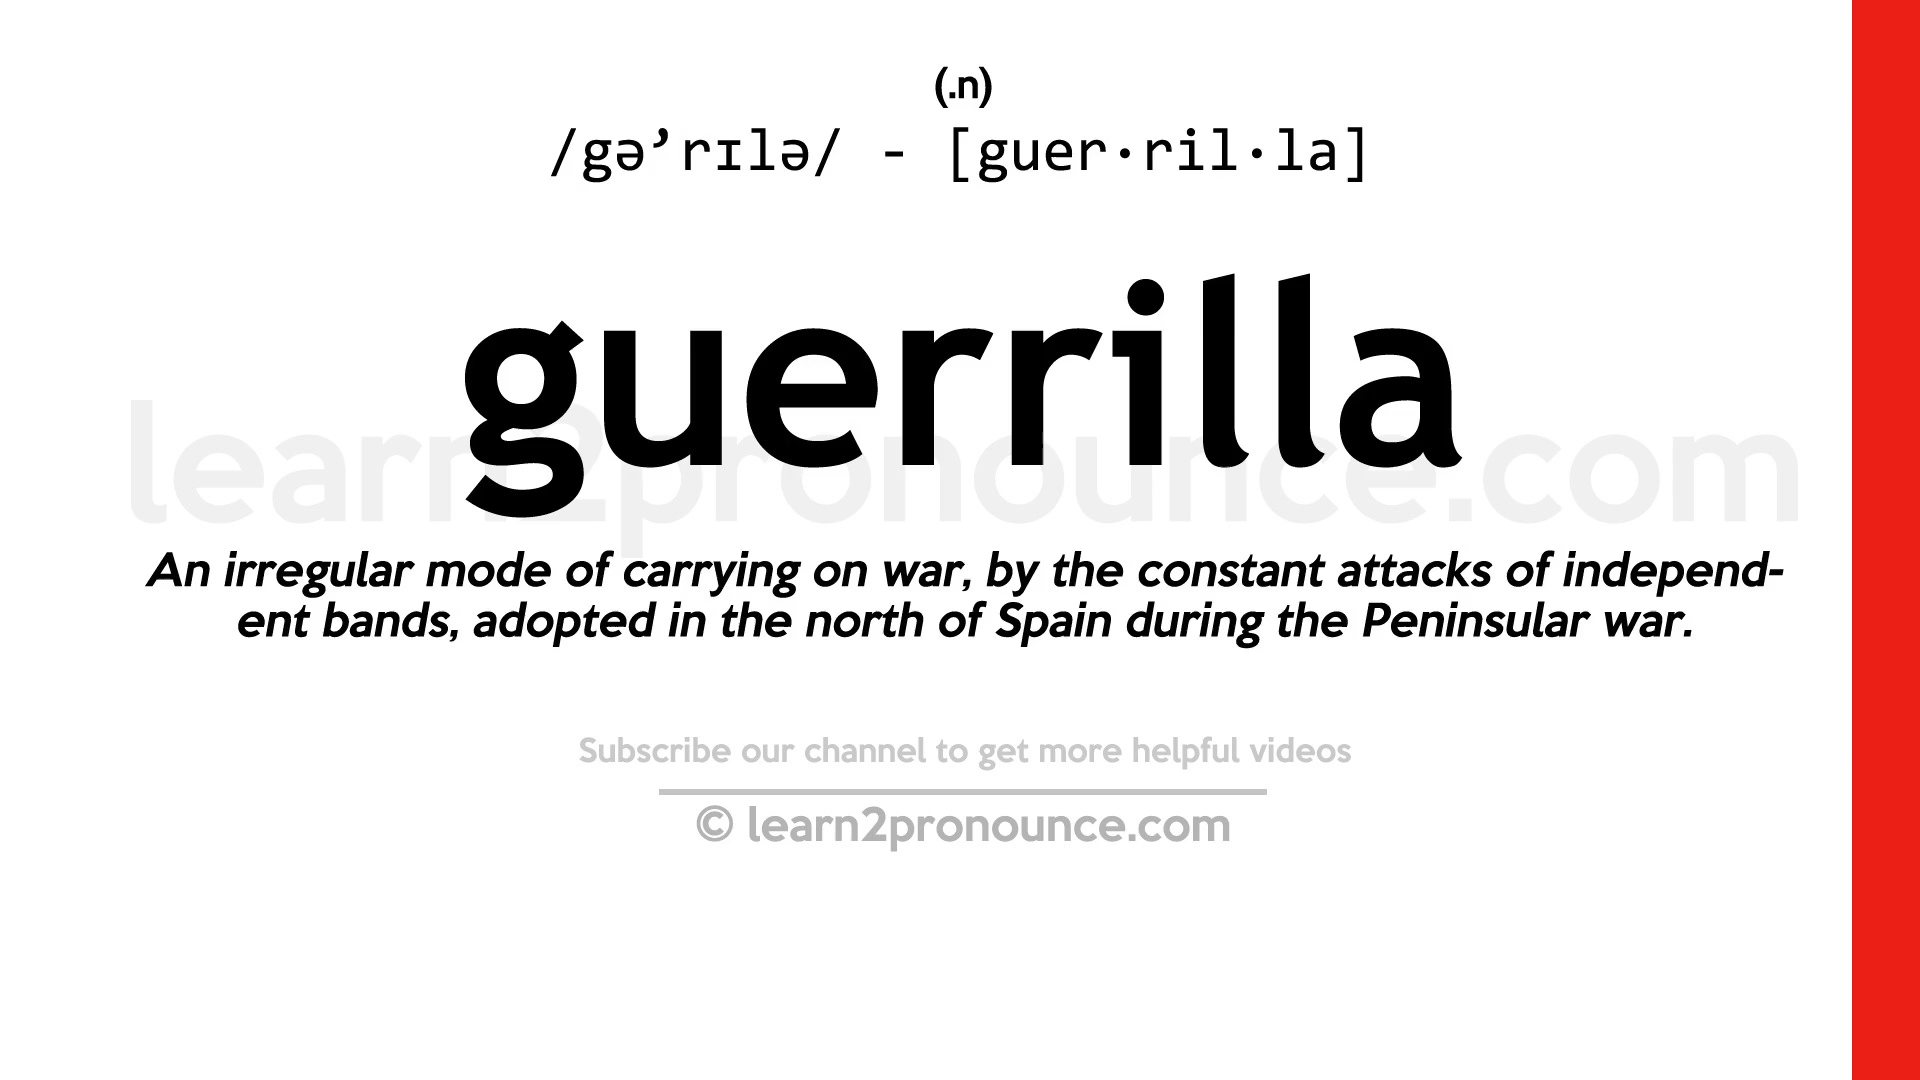 (.n)
/gə’rɪlə/ - [guer·ril·la]
guerrilla
learn2pronounce.com
An irregular mode of carrying on war, by the constant attacks of independ-
ent bands, adopted in the north of Spain during the Peninsular war.
Subscribe our channel to get more helpful videos
© learn2pronounce.com